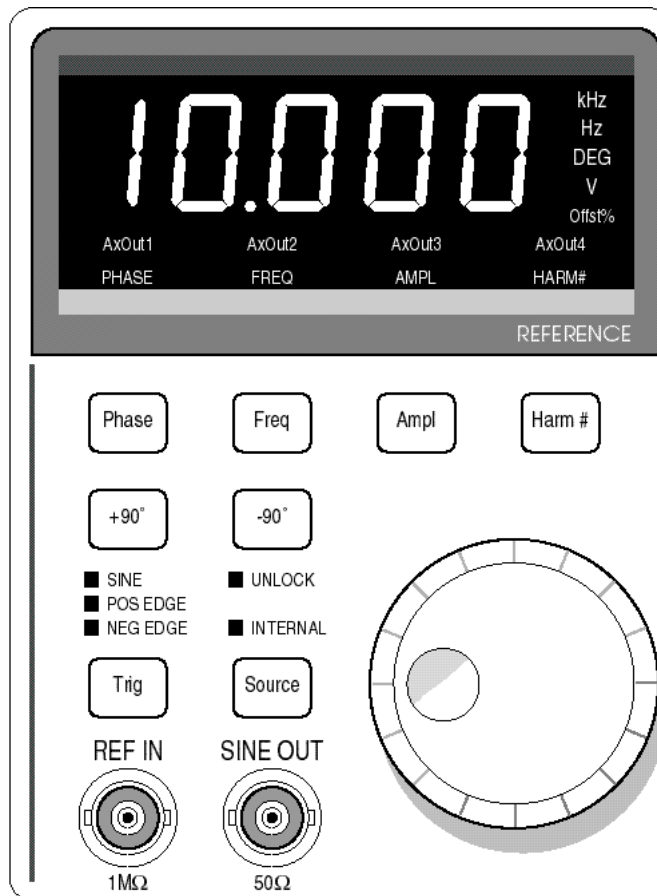 10.000
kHz
Hz
DEG
V
Offst%
AxOut1 AxOut2 AxOut3 AxOut4
PHASE FREQ AMPL HARM#
REFERENCE
Phase Freq Ampl Harm #
+90° -90°
SINE UNLOCK
POS EDGE
NEG EDGE INTERNAL
Trig Source
REF IN SINE OUT
1MΩ 50Ω